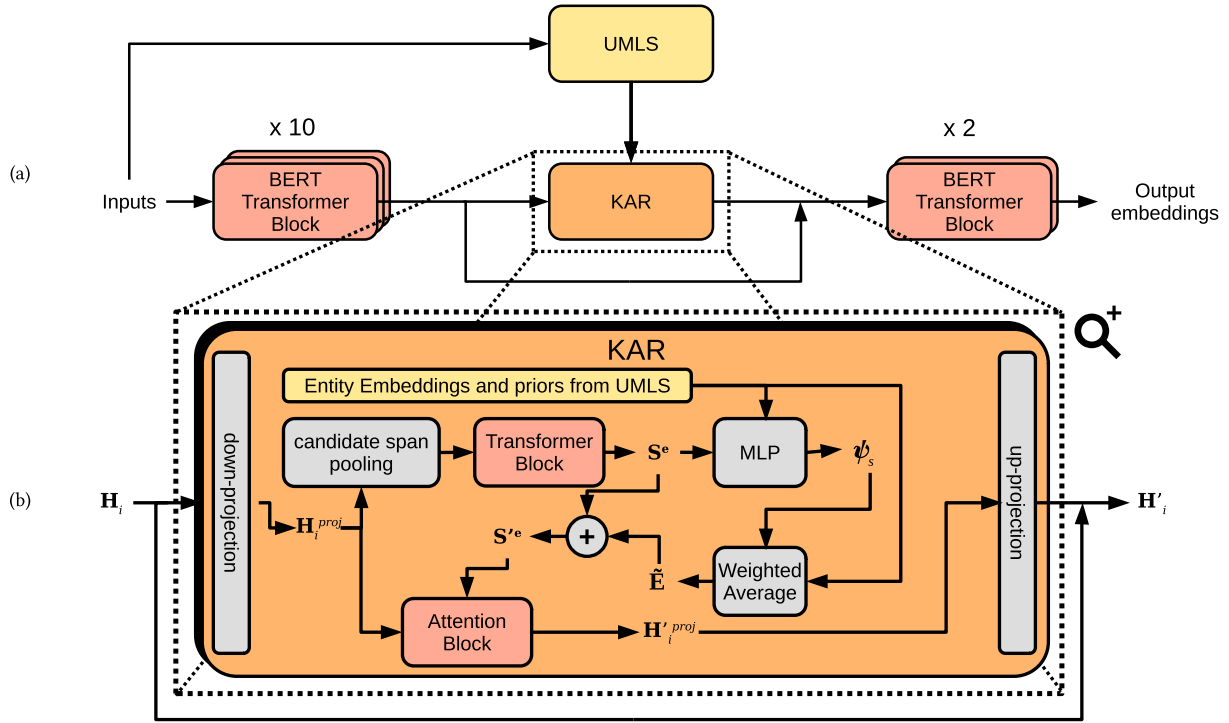 UMLS
x 10
x 2
(a)
Inputs
BERT
Transformer
Block
KAR
BERT
Transformer
Block
Output
embeddings
KAR
Entity Embeddings and priors from UMLS
down-projection
candidate span
pooling
Transformer
Block
Sᵉ
MLP
ψₛ
up-projection
(b)
Hᵢ
Hᵢᵖʳᵒʲ
S'ᵉ
+
Ẽ
Weighted
Average
H'ᵢ
Attention
Block
H'ᵢᵖʳᵒʲ